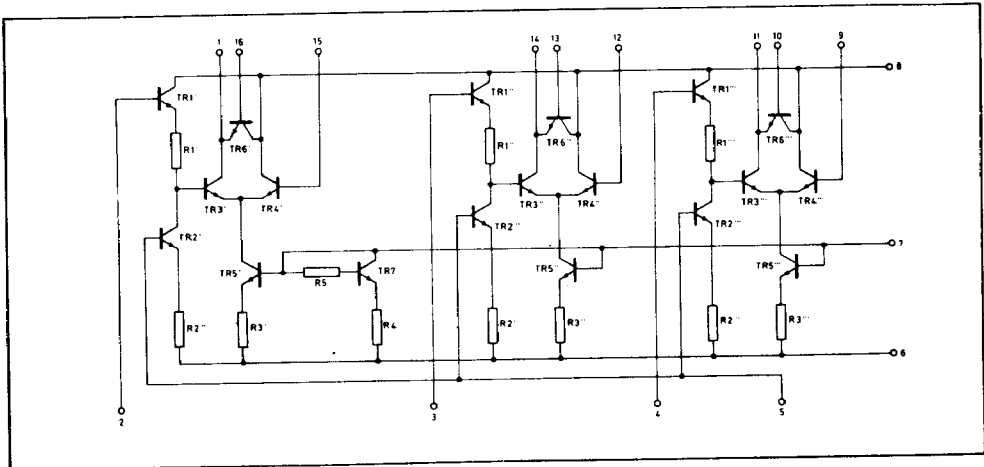 1 16 15 14 13 12 11 10 9
8
TR1' TR1'' TR1'''
R1' TR6' R1'' TR6'' R1''' TR6'''
TR3' TR4' TR3'' TR4'' TR3''' TR4'''
TR2' TR2''' TR2'''
7
TR5' R5 TR7 TR5'' TR5'''
R2'' R3' R4 R2' R3'' R2''' R3'''
6
2 3 4 5